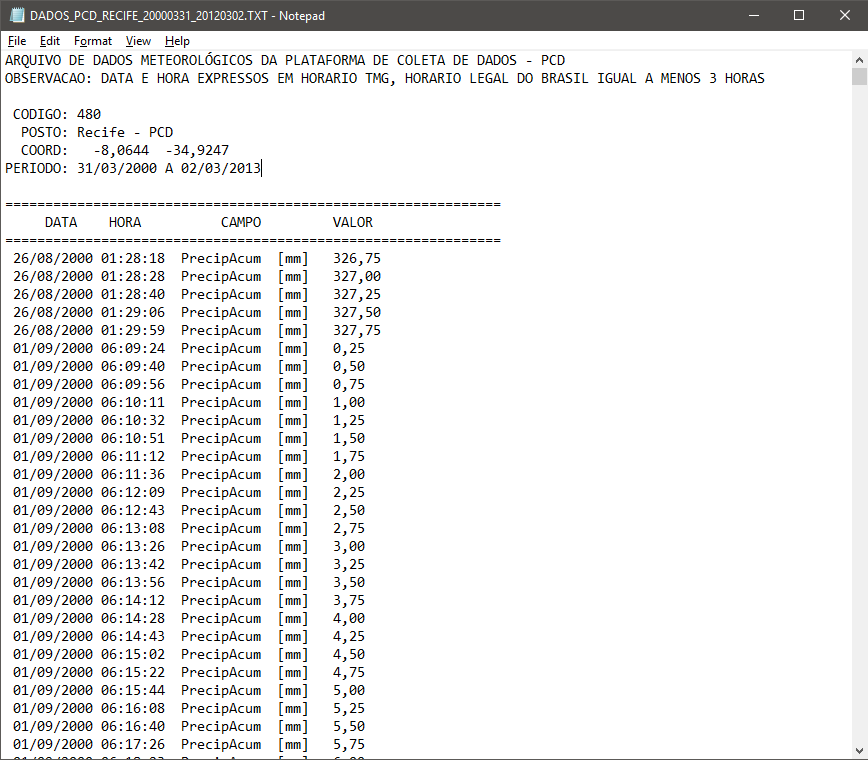 DADOS_PCD_RECIFE_20000331_20120302.TXT - Notepad
File Edit Format View Help
ARQUIVO DE DADOS METEOROLÓGICOS DA PLATAFORMA DE COLETA DE DADOS - PCD
OBSERVACAO: DATA E HORA EXPRESSOS EM HORARIO TMG, HORARIO LEGAL DO BRASIL IGUAL A MENOS 3 HORAS
CODIGO: 480
POSTO: Recife - PCD
COORD: -8,0644 -34,9247
PERIODO: 31/03/2000 A 02/03/2013
==============================================================
DATA HORA CAMPO VALOR
==============================================================
26/08/2000 01:28:18 PrecipAcum [mm] 326,75
26/08/2000 01:28:28 PrecipAcum [mm] 327,00
26/08/2000 01:28:40 PrecipAcum [mm] 327,25
26/08/2000 01:29:06 PrecipAcum [mm] 327,50
26/08/2000 01:29:59 PrecipAcum [mm] 327,75
01/09/2000 06:09:24 PrecipAcum [mm] 0,25
01/09/2000 06:09:40 PrecipAcum [mm] 0,50
01/09/2000 06:09:56 PrecipAcum [mm] 0,75
01/09/2000 06:10:11 PrecipAcum [mm] 1,00
01/09/2000 06:10:32 PrecipAcum [mm] 1,25
01/09/2000 06:10:51 PrecipAcum [mm] 1,50
01/09/2000 06:11:12 PrecipAcum [mm] 1,75
01/09/2000 06:11:36 PrecipAcum [mm] 2,00
01/09/2000 06:12:09 PrecipAcum [mm] 2,25
01/09/2000 06:12:43 PrecipAcum [mm] 2,50
01/09/2000 06:13:08 PrecipAcum [mm] 2,75
01/09/2000 06:13:26 PrecipAcum [mm] 3,00
01/09/2000 06:13:42 PrecipAcum [mm] 3,25
01/09/2000 06:13:56 PrecipAcum [mm] 3,50
01/09/2000 06:14:12 PrecipAcum [mm] 3,75
01/09/2000 06:14:28 PrecipAcum [mm] 4,00
01/09/2000 06:14:43 PrecipAcum [mm] 4,25
01/09/2000 06:15:02 PrecipAcum [mm] 4,50
01/09/2000 06:15:22 PrecipAcum [mm] 4,75
01/09/2000 06:15:44 PrecipAcum [mm] 5,00
01/09/2000 06:16:08 PrecipAcum [mm] 5,25
01/09/2000 06:16:40 PrecipAcum [mm] 5,50
01/09/2000 06:17:26 PrecipAcum [mm] 5,75